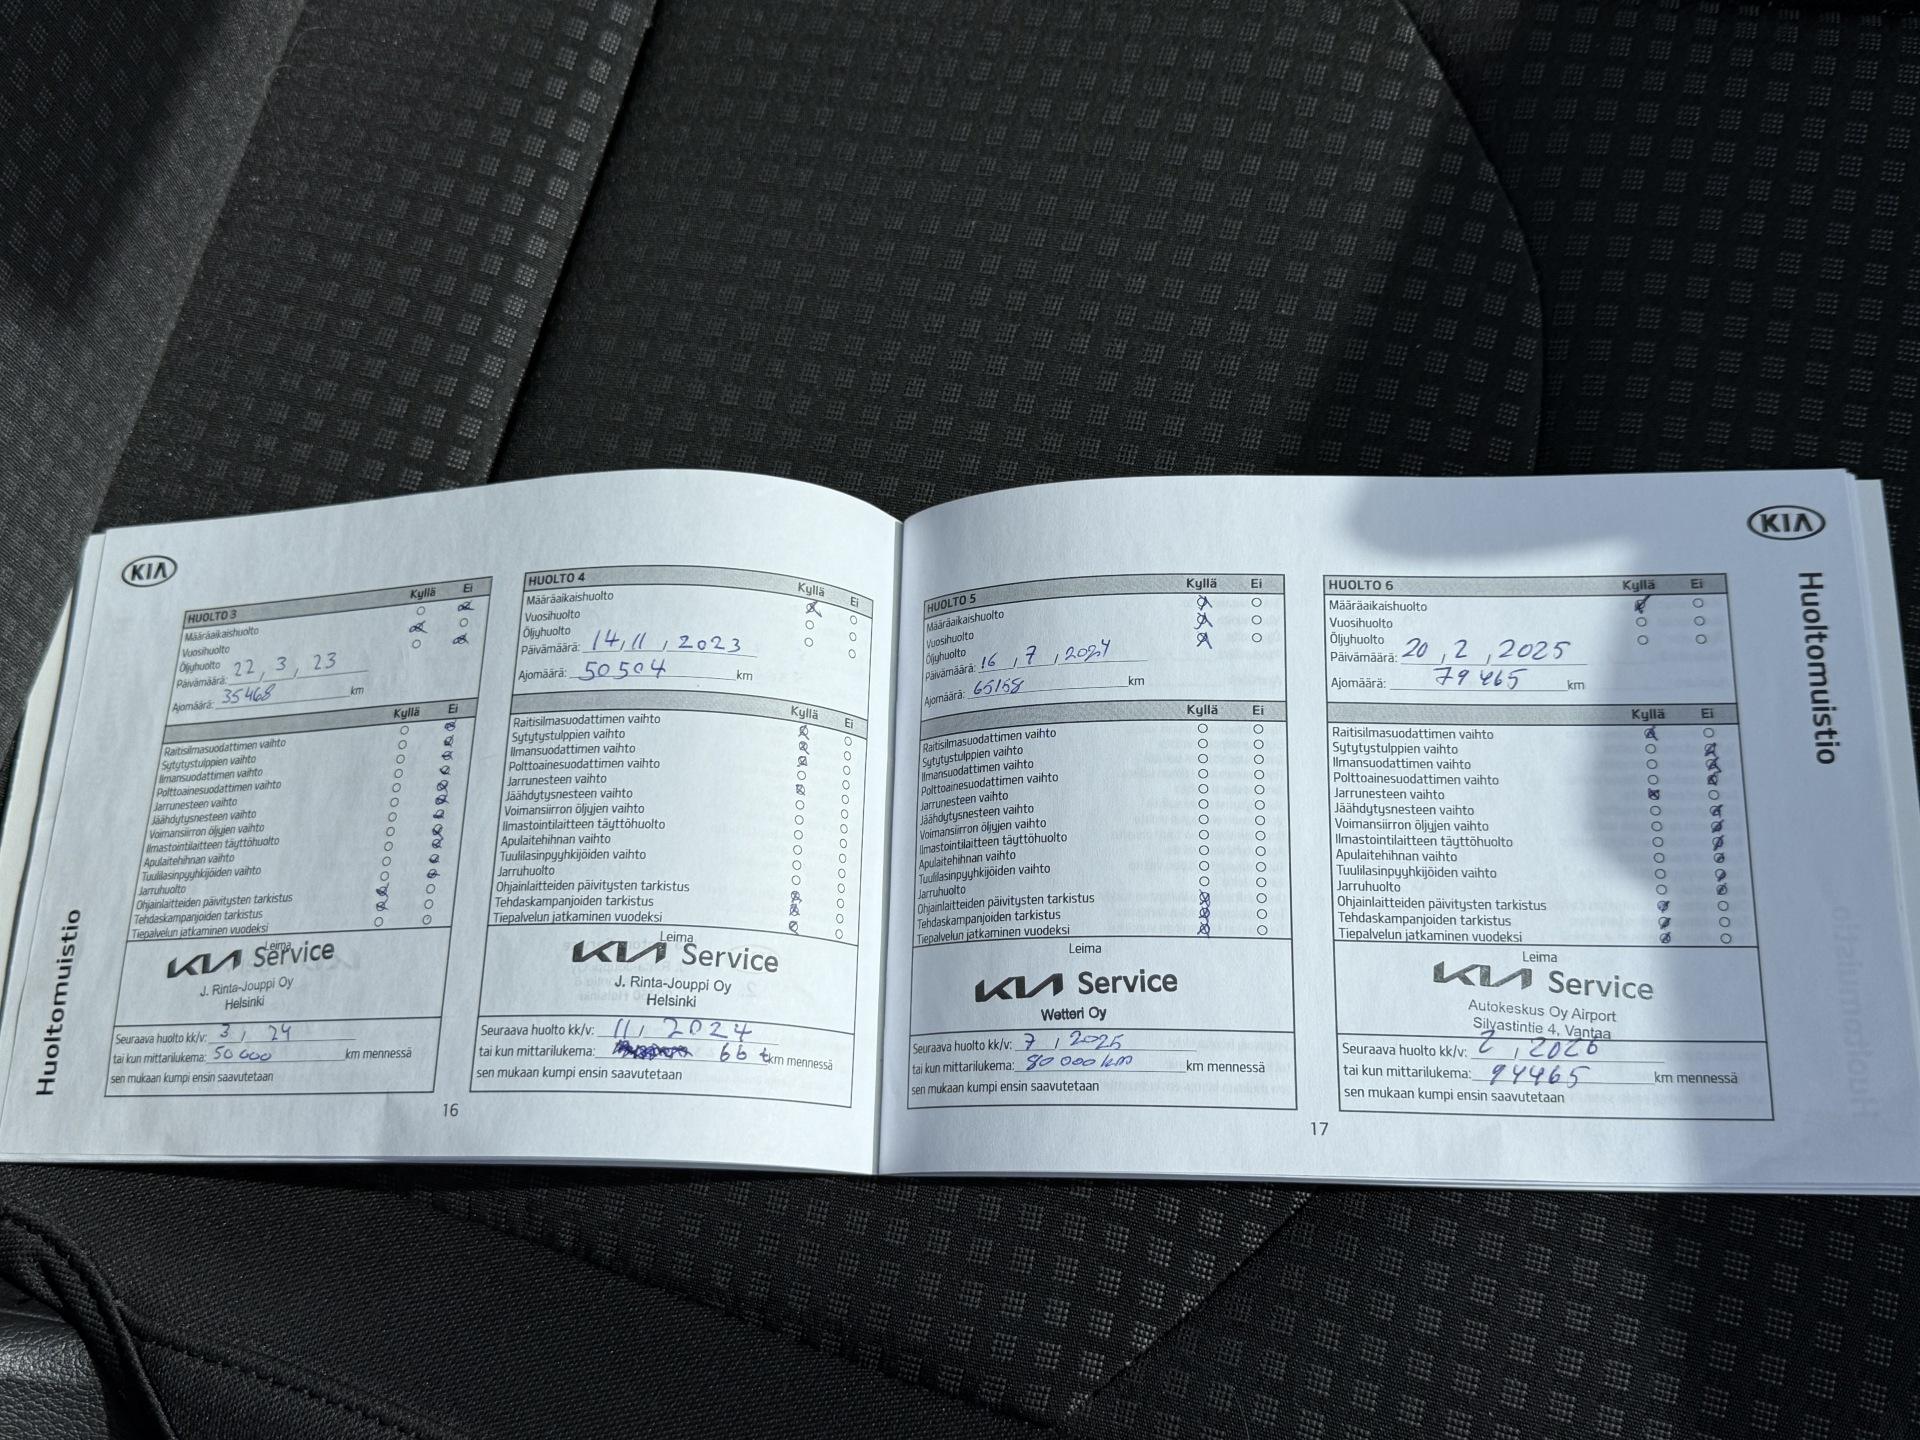 KIA
Huoltomuistio
HUOLTO 3
Kyllä Ei
Määräaikaishuolto
Vuosihuolto
Öljyhuolto
Päivämäärä: 22, 3, 23
Ajomäärä: 35468 km
Kyllä Ei
Raitisilmasuodattimen vaihto
Sytytystulppien vaihto
Ilmansuodattimen vaihto
Polttoainesuodattimen vaihto
Jarrunesteen vaihto
Jäähdytysnesteen vaihto
Voimansiirron öljyjen vaihto
Ilmastointilaitteen täyttöhuolto
Apulaitehihnan vaihto
Tuulilasinpyyhkijöiden vaihto
Jarruhuolto
Ohjainlaitteiden päivitysten tarkistus
Tehdaskampanjoiden tarkistus
Tiepalvelun jatkaminen vuodeksi
Leima
KIA Service
J. Rinta-Jouppi Oy
Helsinki
Seuraava huolto kk/v: 3, 24
tai kun mittarilukema: 50 000 km mennessä
sen mukaan kumpi ensin saavutetaan
HUOLTO 4
Kyllä Ei
Määräaikaishuolto
Vuosihuolto
Öljyhuolto
Päivämäärä: 14, 11, 2023
Ajomäärä: 50504 km
Kyllä Ei
Raitisilmasuodattimen vaihto
Sytytystulppien vaihto
Ilmansuodattimen vaihto
Polttoainesuodattimen vaihto
Jarrunesteen vaihto
Jäähdytysnesteen vaihto
Voimansiirron öljyjen vaihto
Ilmastointilaitteen täyttöhuolto
Apulaitehihnan vaihto
Tuulilasinpyyhkijöiden vaihto
Jarruhuolto
Ohjainlaitteiden päivitysten tarkistus
Tehdaskampanjoiden tarkistus
Tiepalvelun jatkaminen vuodeksi
Leima
KIA Service
J. Rinta-Jouppi Oy
Helsinki
Seuraava huolto kk/v: 11, 2024
tai kun mittarilukema: 66 t km mennessä
sen mukaan kumpi ensin saavutetaan
16
HUOLTO 5
Kyllä Ei
Määräaikaishuolto
Vuosihuolto
Öljyhuolto
Päivämäärä: 16, 7, 2024
Ajomäärä: 65158 km
Kyllä Ei
Raitisilmasuodattimen vaihto
Sytytystulppien vaihto
Ilmansuodattimen vaihto
Polttoainesuodattimen vaihto
Jarrunesteen vaihto
Jäähdytysnesteen vaihto
Voimansiirron öljyjen vaihto
Ilmastointilaitteen täyttöhuolto
Apulaitehihnan vaihto
Tuulilasinpyyhkijöiden vaihto
Jarruhuolto
Ohjainlaitteiden päivitysten tarkistus
Tehdaskampanjoiden tarkistus
Tiepalvelun jatkaminen vuodeksi
Leima
KIA Service
Wetteri Oy
Seuraava huolto kk/v: 7, 2025
tai kun mittarilukema: 80 000 km km mennessä
sen mukaan kumpi ensin saavutetaan
KIA
Huoltomuistio
HUOLTO 6
Kyllä Ei
Määräaikaishuolto
Vuosihuolto
Öljyhuolto
Päivämäärä: 20, 2, 2025
Ajomäärä: 79465 km
Kyllä Ei
Raitisilmasuodattimen vaihto
Sytytystulppien vaihto
Ilmansuodattimen vaihto
Polttoainesuodattimen vaihto
Jarrunesteen vaihto
Jäähdytysnesteen vaihto
Voimansiirron öljyjen vaihto
Ilmastointilaitteen täyttöhuolto
Apulaitehihnan vaihto
Tuulilasinpyyhkijöiden vaihto
Jarruhuolto
Ohjainlaitteiden päivitysten tarkistus
Tehdaskampanjoiden tarkistus
Tiepalvelun jatkaminen vuodeksi
Leima
KIA Service
Autokeskus Oy Airport
Silvastintie 4, Vantaa
Seuraava huolto kk/v: 2, 2026
tai kun mittarilukema: 94465 km mennessä
sen mukaan kumpi ensin saavutetaan
17